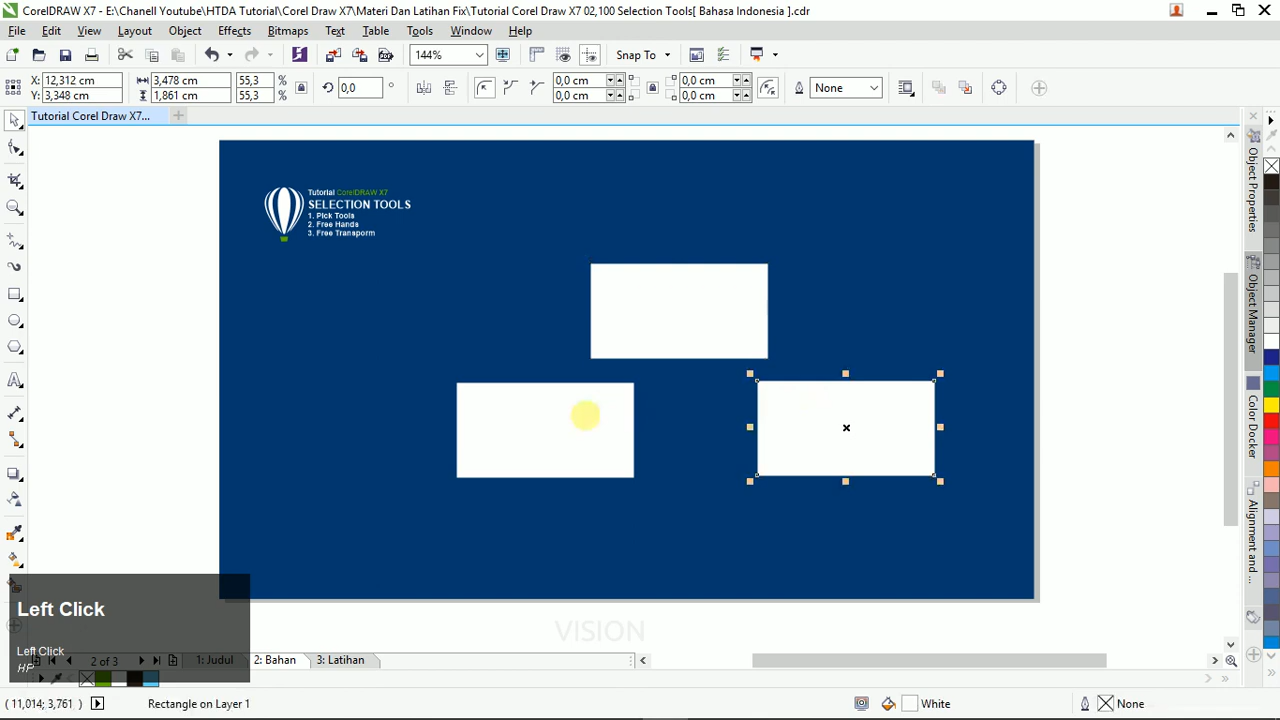 CorelDRAW X7 - E:\Chanell Youtube\HTDA Tutorial\Corel Draw X7\Materi Dan Latihan Fix\Tutorial Corel Draw X7 02,100 Selection Tools[ Bahasa Indonesia ].cdr
File Edit View Layout Object Effects Bitmaps Text Table Tools Window Help
144% Snap To
X: 12,312 cm 3,478 cm 55,3 % 0,0 ° 0,0 cm 0,0 cm None
Y: 3,348 cm 1,861 cm 55,3 % 0,0 cm 0,0 cm
Tutorial Corel Draw X7...
Tutorial CorelDRAW X7
SELECTION TOOLS
1. Pick Tools
2. Free Hands
3. Free Transporm
Object Properties
Object Manager
Color Docker
Alignment and ...
Left Click
Left Click
HP
VISION
2 of 3 1: Judul 2: Bahan 3: Latihan
( 11,014; 3,761 ) Rectangle on Layer 1 White None